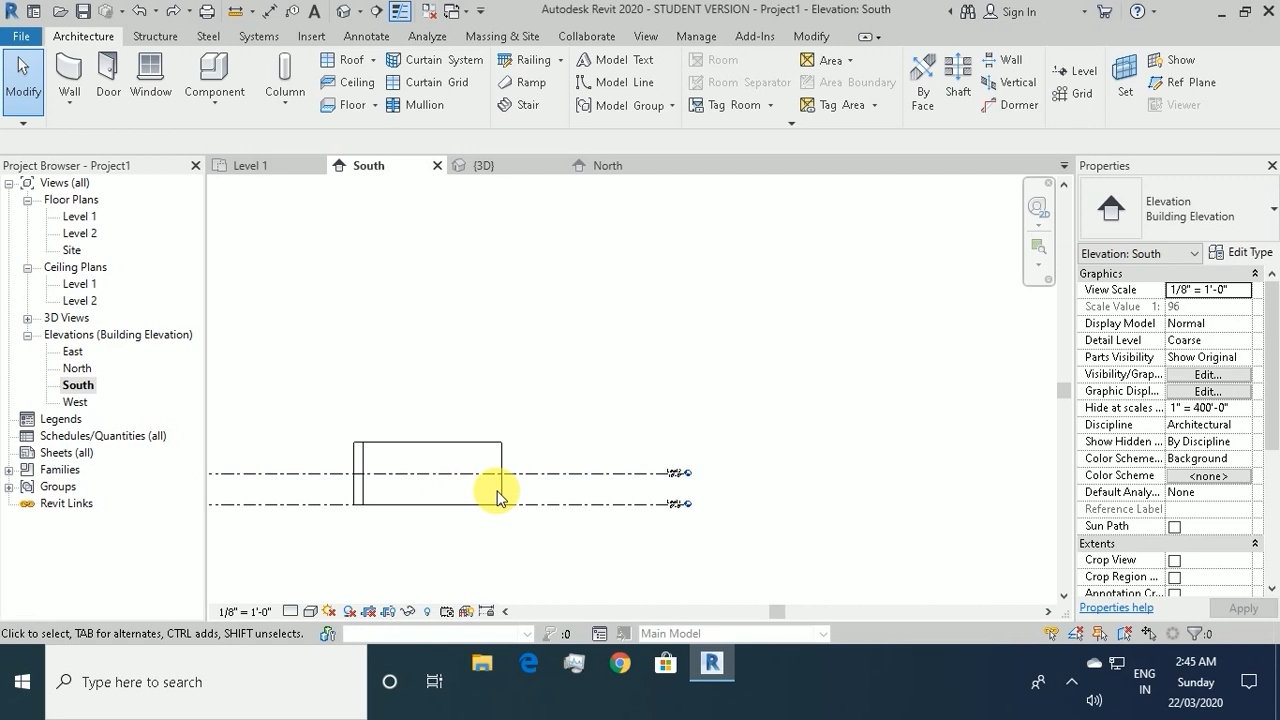 Autodesk Revit 2020 - STUDENT VERSION - Project1 - Elevation: South
Sign In
File Architecture Structure Steel Systems Insert Annotate Analyze Massing & Site Collaborate View Manage Add-Ins Modify
Modify
Wall
Door
Window
Component
Column
Roof
Ceiling
Floor
Curtain System
Curtain Grid
Mullion
Railing
Ramp
Stair
Model Text
Model Line
Model Group
Room
Room Separator
Tag Room
Area
Area Boundary
Tag Area
By Face
Shaft
Wall
Vertical
Dormer
Level
Grid
Set
Show
Ref Plane
Viewer
Project Browser - Project1
Level 1
South
{3D}
North
Views (all)
Floor Plans
Level 1
Level 2
Site
Ceiling Plans
Level 1
Level 2
3D Views
Elevations (Building Elevation)
East
North
South
West
Legends
Schedules/Quantities (all)
Sheets (all)
Families
Groups
Revit Links
2D
Properties
Elevation
Building Elevation
Elevation: South
Edit Type
Graphics
View Scale 1/8" = 1'-0"
Scale Value 1: 96
Display Model Normal
Detail Level Coarse
Parts Visibility Show Original
Visibility/Grap... Edit...
Graphic Displ... Edit...
Hide at scales ... 1" = 400'-0"
Discipline Architectural
Show Hidden ... By Discipline
Color Scheme... Background
Color Scheme <none>
Default Analy... None
Reference Label
Sun Path
Extents
Crop View
Crop Region ...
Annotation Cr...
Properties help
Apply
1/8" = 1'-0"
Click to select, TAB for alternates, CTRL adds, SHIFT unselects.
:0
Main Model
:0
Type here to search
ENG
IN
2:45 AM
Sunday
22/03/2020